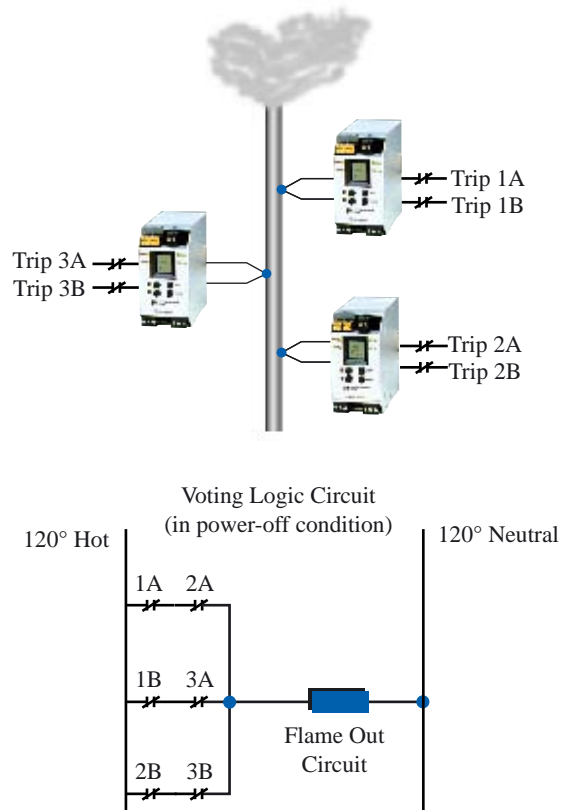 Trip 1A
Trip 1B
Trip 3A
Trip 3B
Trip 2A
Trip 2B
Voting Logic Circuit
(in power-off condition)
120° Hot
120° Neutral
1A 2A
1B 3A
2B 3B
Flame Out
Circuit